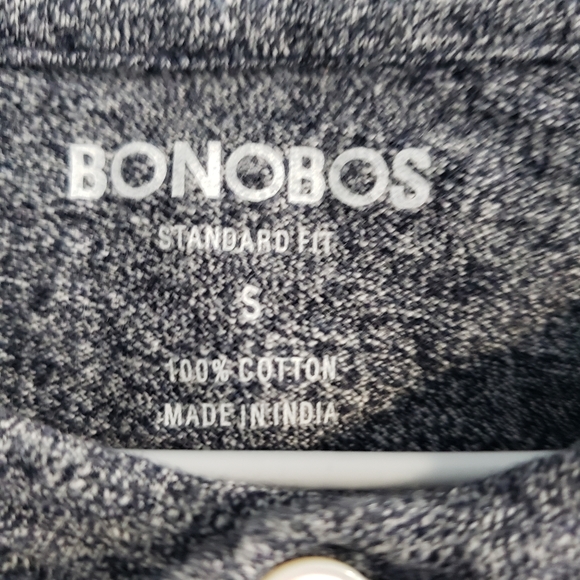 BONOBOS
STANDARD FIT
S
100% COTTON
MADE IN INDIA